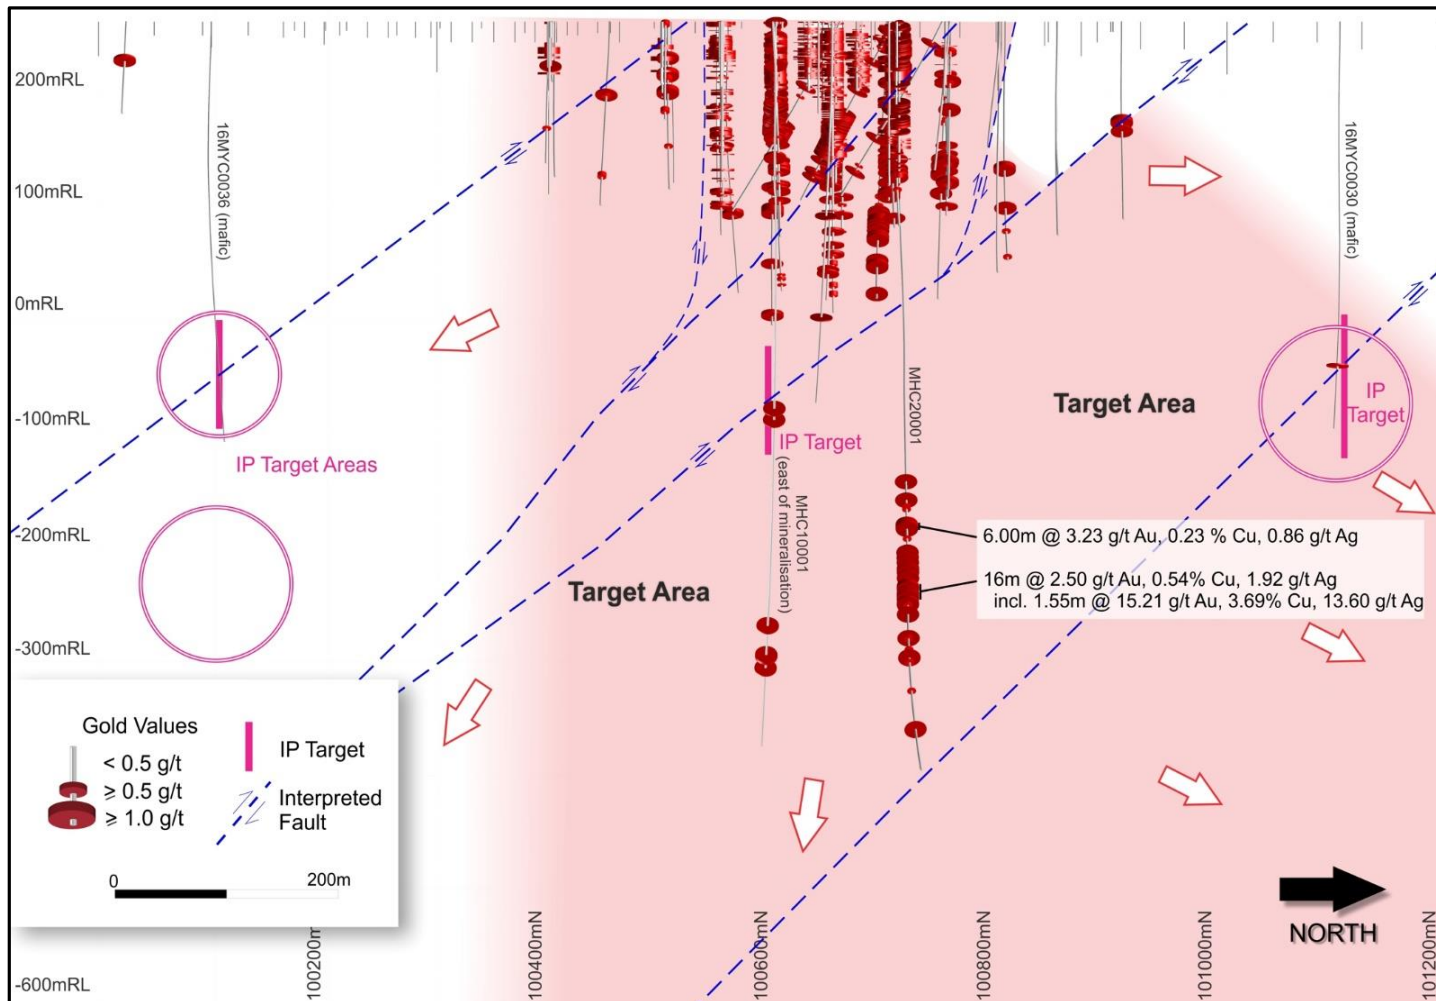 200mRL
100mRL
0mRL
-100mRL
-200mRL
-300mRL
-600mRL
16MYC0036 (mafic)
16MYC0030 (mafic)
IP Target Areas
IP Target
MHC10001
(east of mineralisation)
MHC20001
Target Area
Target Area
IP
Target
6.00m @ 3.23 g/t Au, 0.23 % Cu, 0.86 g/t Ag
16m @ 2.50 g/t Au, 0.54% Cu, 1.92 g/t Ag
incl. 1.55m @ 15.21 g/t Au, 3.69% Cu, 13.60 g/t Ag
Gold Values
< 0.5 g/t
⩾ 0.5 g/t
⩾ 1.0 g/t
IP Target
Interpreted
Fault
0 200m
NORTH
100200mN
100400mN
100600mN
100800mN
101000mN
101200mN